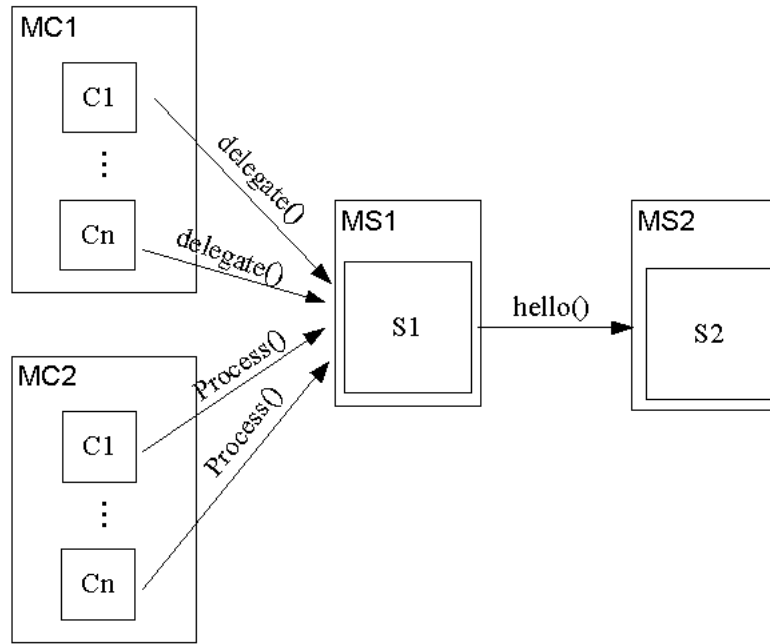 MC1
C1
...
Cn
delegate()
delegate()
MC2
C1
...
Cn
Process()
Process()
MS1
S1
hello()
MS2
S2